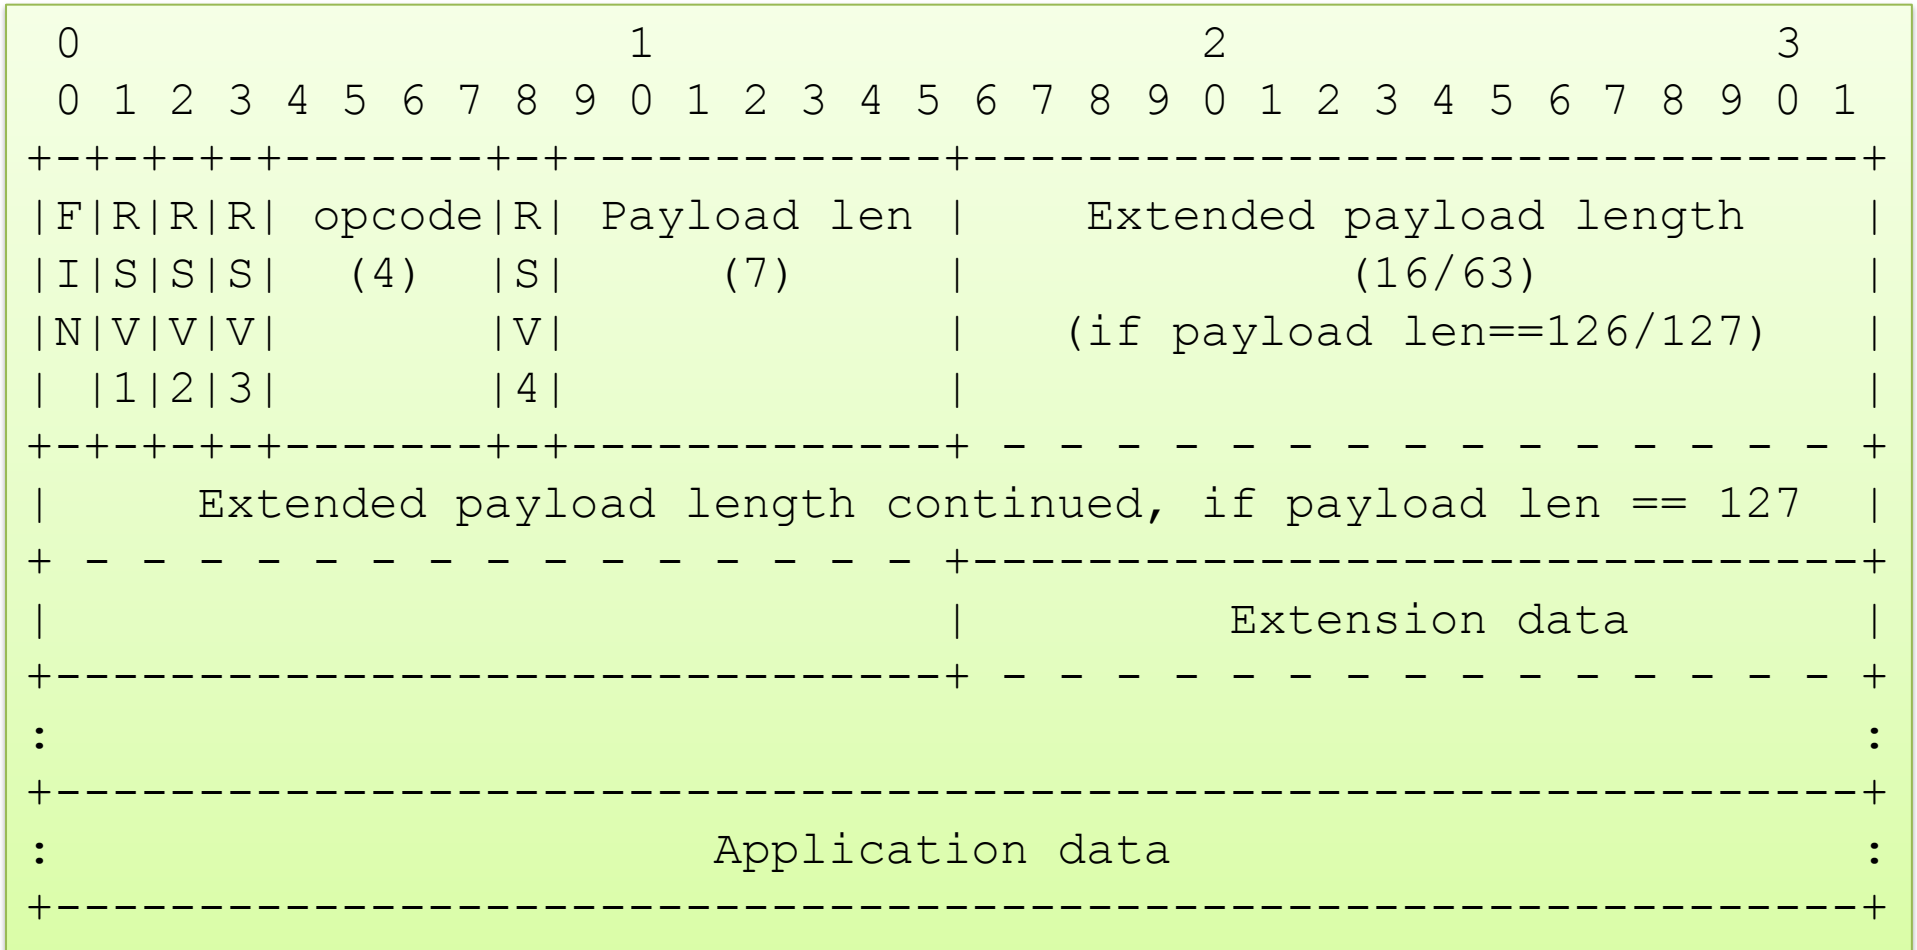 0                   1                   2                   3
 0 1 2 3 4 5 6 7 8 9 0 1 2 3 4 5 6 7 8 9 0 1 2 3 4 5 6 7 8 9 0 1
+-+-+-+-+-------+-+-------------+-------------------------------+
|F|R|R|R| opcode|R| Payload len |    Extended payload length    |
|I|S|S|S|  (4)  |S|     (7)     |             (16/63)           |
|N|V|V|V|       |V|             |   (if payload len==126/127)   |
| |1|2|3|       |4|             |                               |
+-+-+-+-+-------+-+-------------+ - - - - - - - - - - - - - - - +
|     Extended payload length continued, if payload len == 127  |
+ - - - - - - - - - - - - - - - +-------------------------------+
|                               |         Extension data        |
+-------------------------------+ - - - - - - - - - - - - - - - +
:                                                               :
+---------------------------------------------------------------+
:                       Application data                        :
+---------------------------------------------------------------+